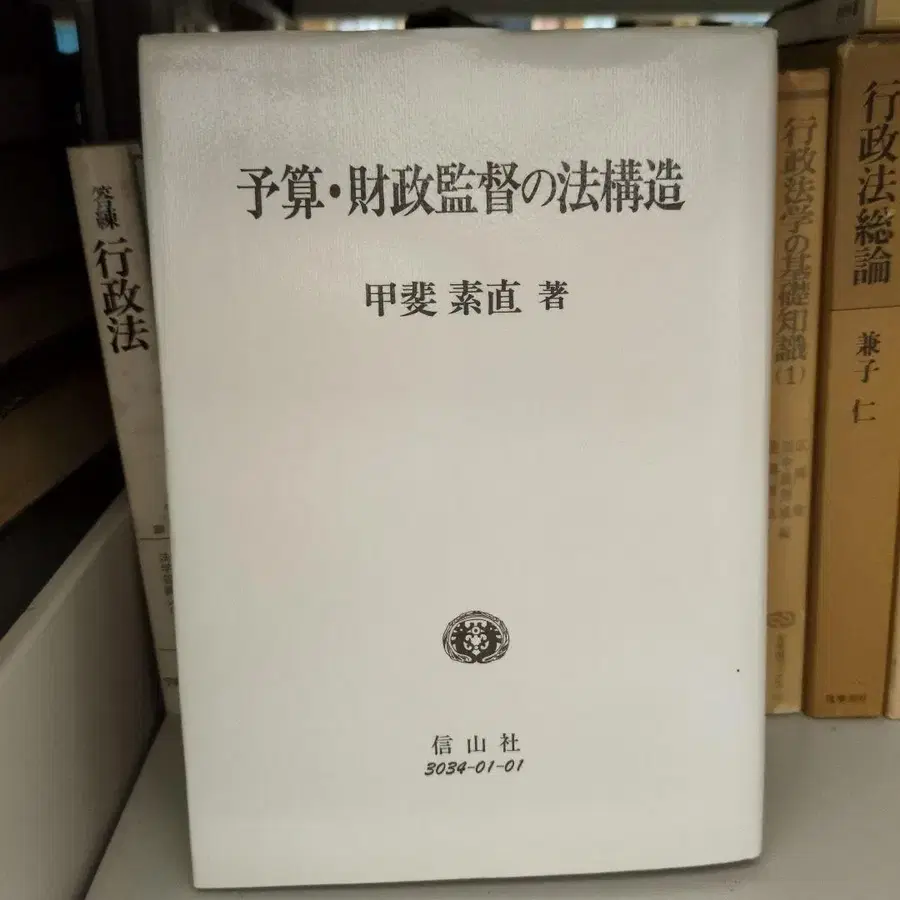 予算・財政監督の法構造
甲斐 素直 著
信山社
3034-01-01
行政法
行政法学の基礎知識
(1)
行政法総論
兼子 仁